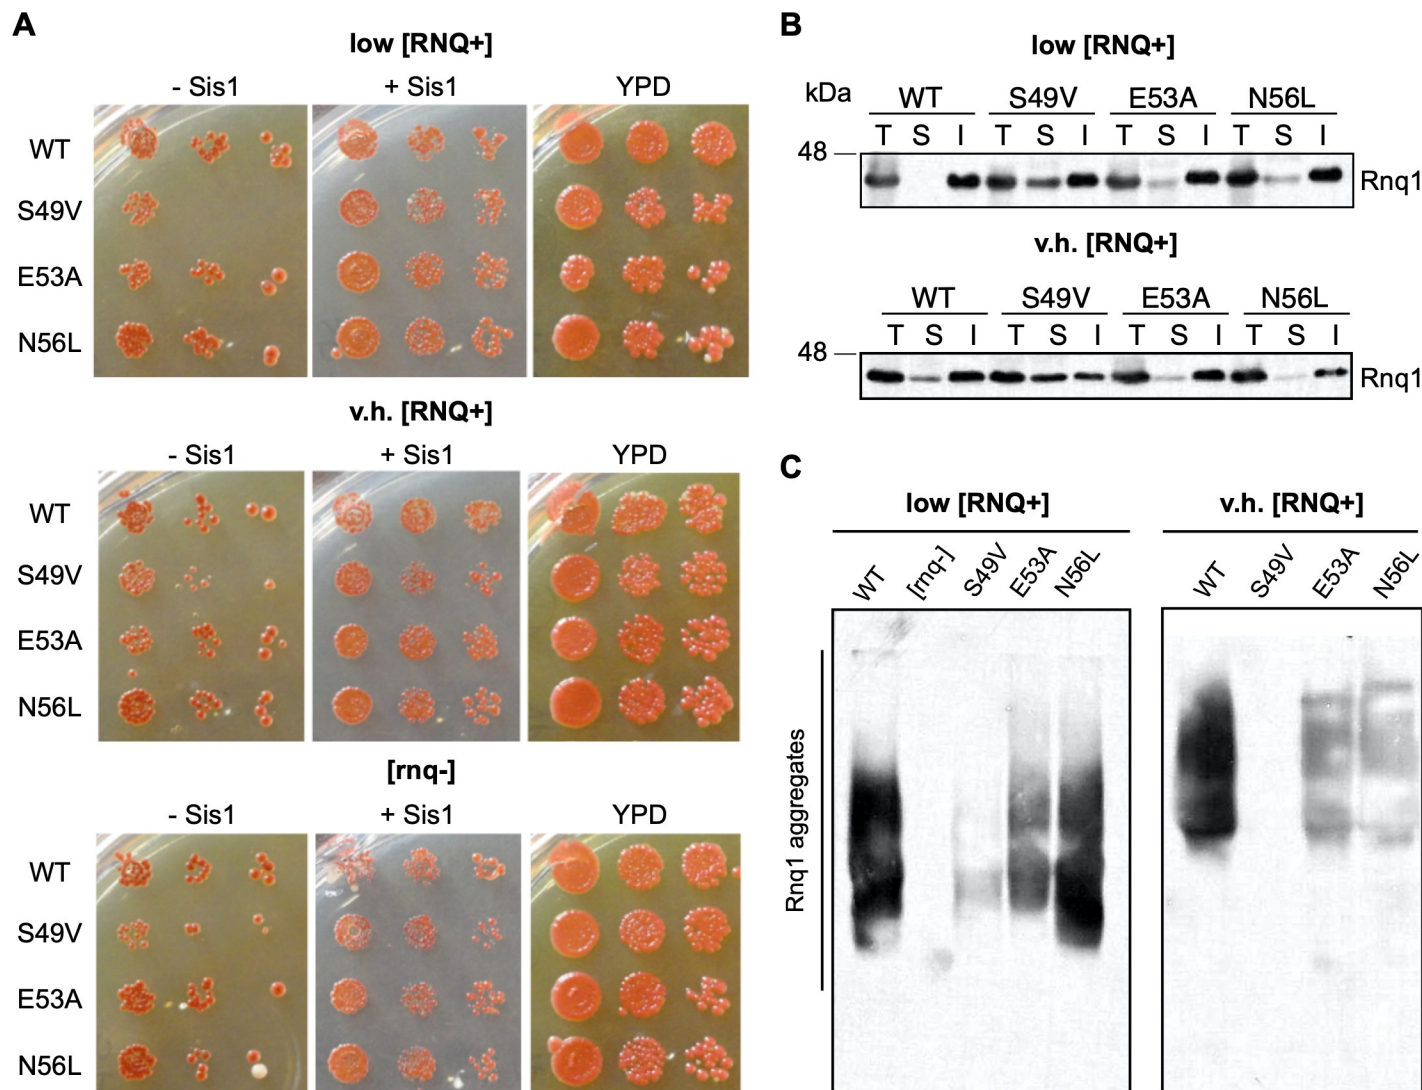 A
low [RNQ+]
- Sis1 + Sis1 YPD
WT
S49V
E53A
N56L
v.h. [RNQ+]
- Sis1 + Sis1 YPD
WT
S49V
E53A
N56L
[rnq-]
- Sis1 + Sis1 YPD
WT
S49V
E53A
N56L
B
low [RNQ+]
kDa WT S49V E53A N56L
T S I T S I T S I T S I
48 Rnq1
v.h. [RNQ+]
WT S49V E53A N56L
T S I T S I T S I T S I
48 Rnq1
C
low [RNQ+] v.h. [RNQ+]
WT [rnq-] S49V E53A N56L WT S49V E53A N56L
Rnq1 aggregates